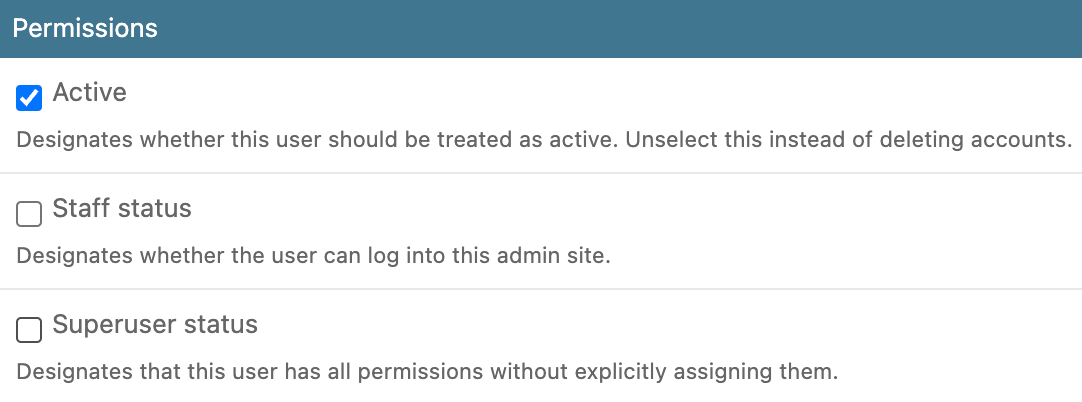 Permissions
Active
Designates whether this user should be treated as active. Unselect this instead of deleting accounts.
Staff status
Designates whether the user can log into this admin site.
Superuser status
Designates that this user has all permissions without explicitly assigning them.